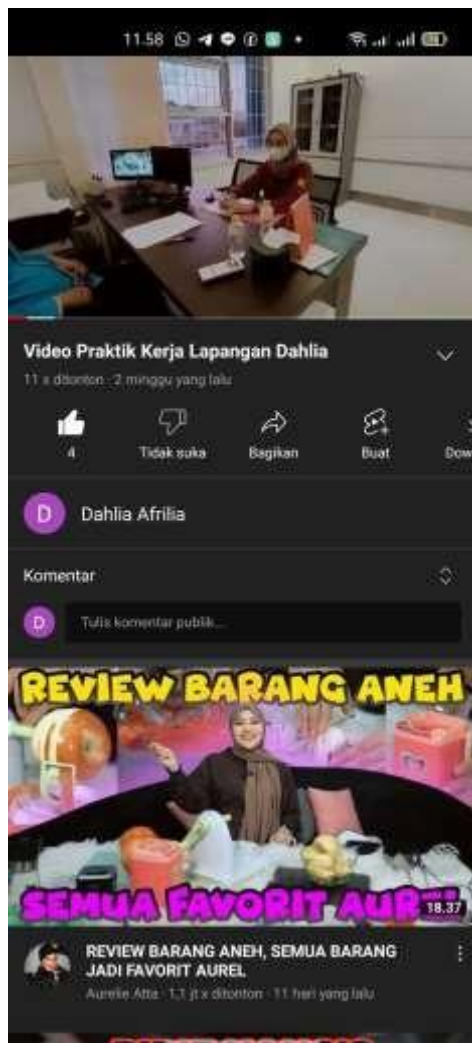 11.58
Video Praktik Kerja Lapangan Dahlia
11 x ditonton · 2 minggu yang lalu
4
Tidak suka
Bagikan
Buat
Dow
D
Dahlia Afrilia
Komentar
D
Tulis komentar publik...
REVIEW BARANG ANEH
SEMUA FAVORIT AUR
18.37
REVIEW BARANG ANEH, SEMUA BARANG
JADI FAVORIT AUREL
Aurelie Atta · 1,1 jt x ditonton · 11 hari yang lalu